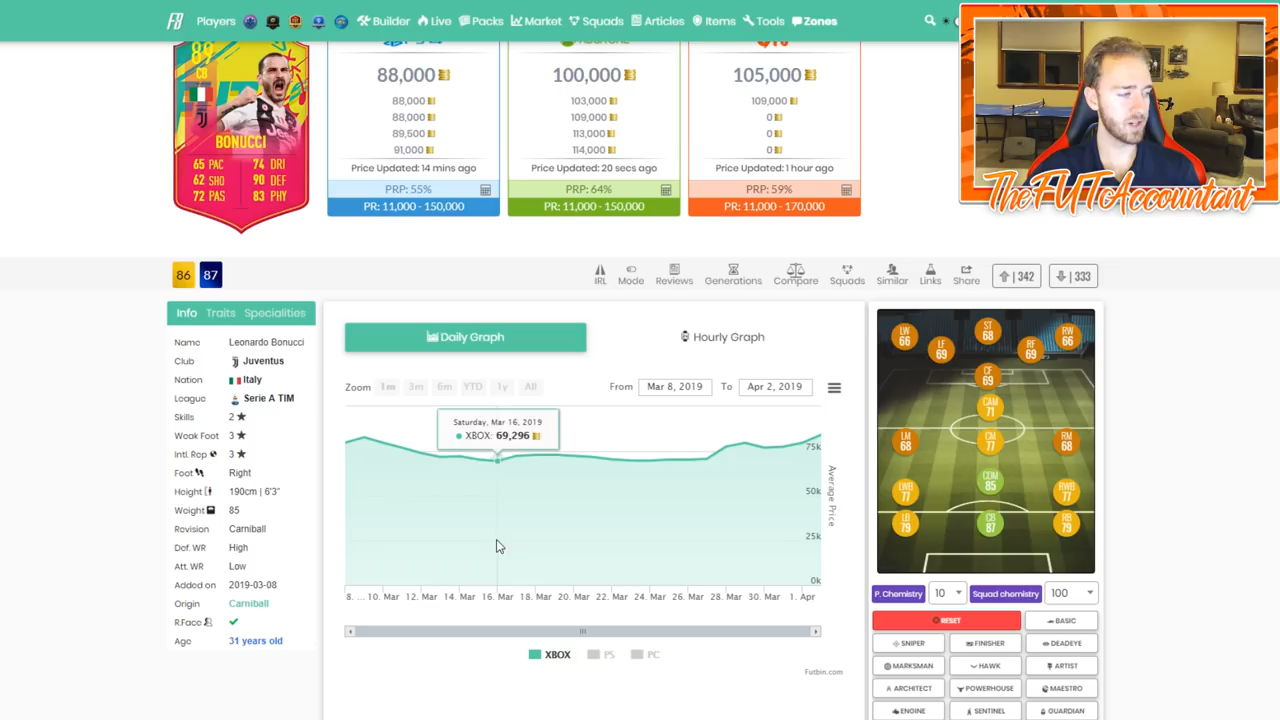 F8 Players Builder Live Packs Market Squads Articles Items Tools Zones
89
CB
BONUCCI
65 PAC 74 DRI
62 SHO 90 DEF
72 PAS 83 PHY
88,000
88,000
88,000
89,500
91,000
Price Updated: 14 mins ago
PRP: 55%
PR: 11,000 - 150,000
100,000
103,000
109,000
113,000
114,000
Price Updated: 20 secs ago
PRP: 64%
PR: 11,000 - 150,000
105,000
109,000
0
0
0
Price Updated: 1 hour ago
PRP: 59%
PR: 11,000 - 170,000
TheFUTAccountant
86 87
IRL Mode Reviews Generations Compare Squads Similar Links Share
| 342
| 333
Info Traits Specialities
Name Leonardo Bonucci
Club Juventus
Nation Italy
League Serie A TIM
Skills 2
Weak Foot 3
Intl. Rep 3
Foot Right
Height 190cm | 6'3"
Weight 85
Revision Carniball
Def. WR High
Att. WR Low
Added on 2019-03-08
Origin Carniball
R.Face
Age 31 years old
Daily Graph Hourly Graph
Zoom 1m 3m 6m YTD 1y All From Mar 8, 2019 To Apr 2, 2019
Saturday, Mar 16, 2019
XBOX: 69,296
75k
50k
25k
0k
Average Price
8. ... 10. Mar 12. Mar 14. Mar 16. Mar 18. Mar 20. Mar 22. Mar 24. Mar 26. Mar 28. Mar 30. Mar 1. Apr
XBOX PS PC
Futbin.com
LW 66
ST 68
RW 66
LF 69
RF 69
CF 69
CAM 71
LM 68
CM 77
RM 68
CDM 85
LWB 77
RWB 77
LB 79
CB 87
RB 79
P. Chemistry 10 Squad chemistry 100
RESET BASIC
SNIPER FINISHER DEADEYE
MARKSMAN HAWK ARTIST
ARCHITECT POWERHOUSE MAESTRO
ENGINE SENTINEL GUARDIAN